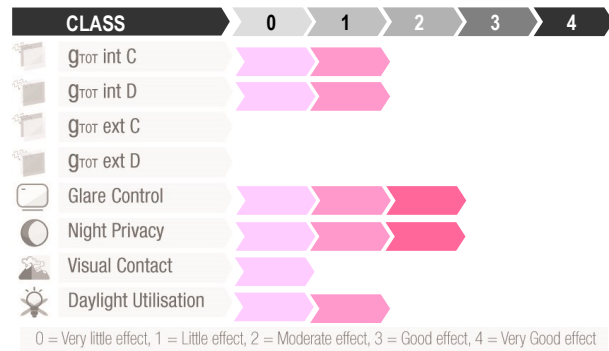 CLASS 0 1 2 3 4
gTOT int C
gTOT int D
gTOT ext C
gTOT ext D
Glare Control
Night Privacy
Visual Contact
Daylight Utilisation
0 = Very little effect, 1 = Little effect, 2 = Moderate effect, 3 = Good effect, 4 = Very Good effect